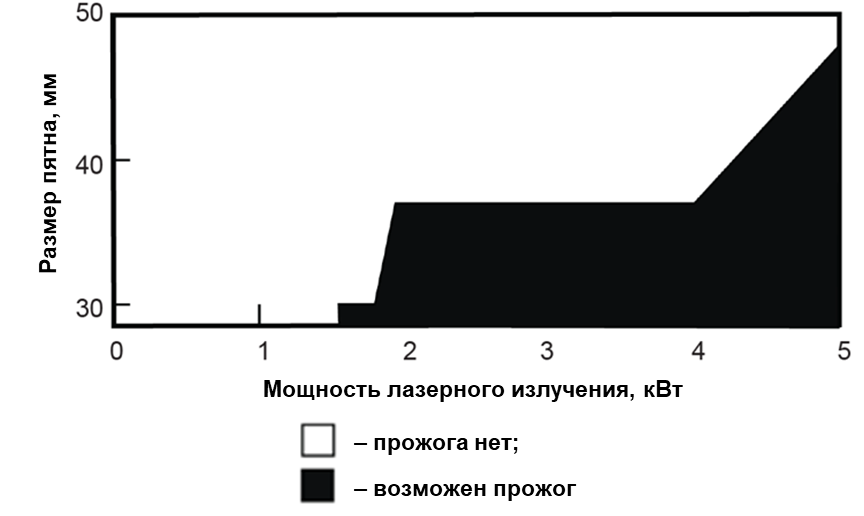 50
40
30
Размер пятна, мм
0 1 2 3 4 5
Мощность лазерного излучения, кВт
– прожога нет;
– возможен прожог